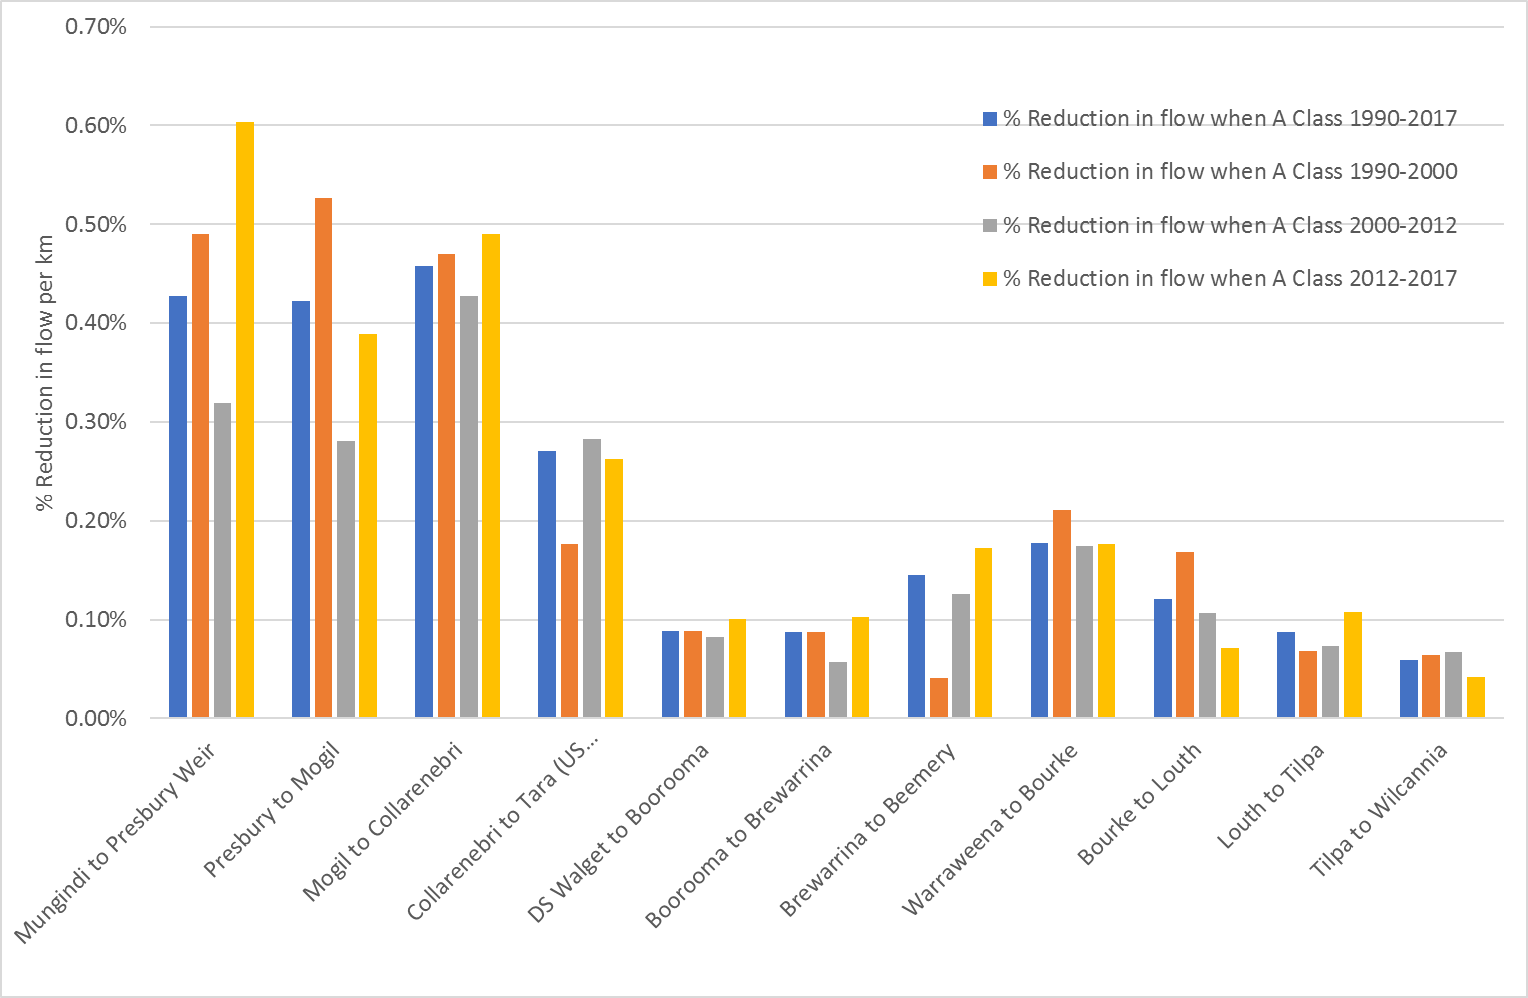 0.70%
0.60%
0.50%
0.40%
0.30%
0.20%
0.10%
0.00%
% Reduction in flow per km
% Reduction in flow when A Class 1990-2017
% Reduction in flow when A Class 1990-2000
% Reduction in flow when A Class 2000-2012
% Reduction in flow when A Class 2012-2017
Mungindi to Presbury Weir
Presbury to Mogil
Mogil to Collarenebri
Collarenebri to Tara (US...
DS Walget to Boorooma
Boorooma to Brewarrina
Brewarrina to Beemery
Warraweena to Bourke
Bourke to Louth
Louth to Tilpa
Tilpa to Wilcannia